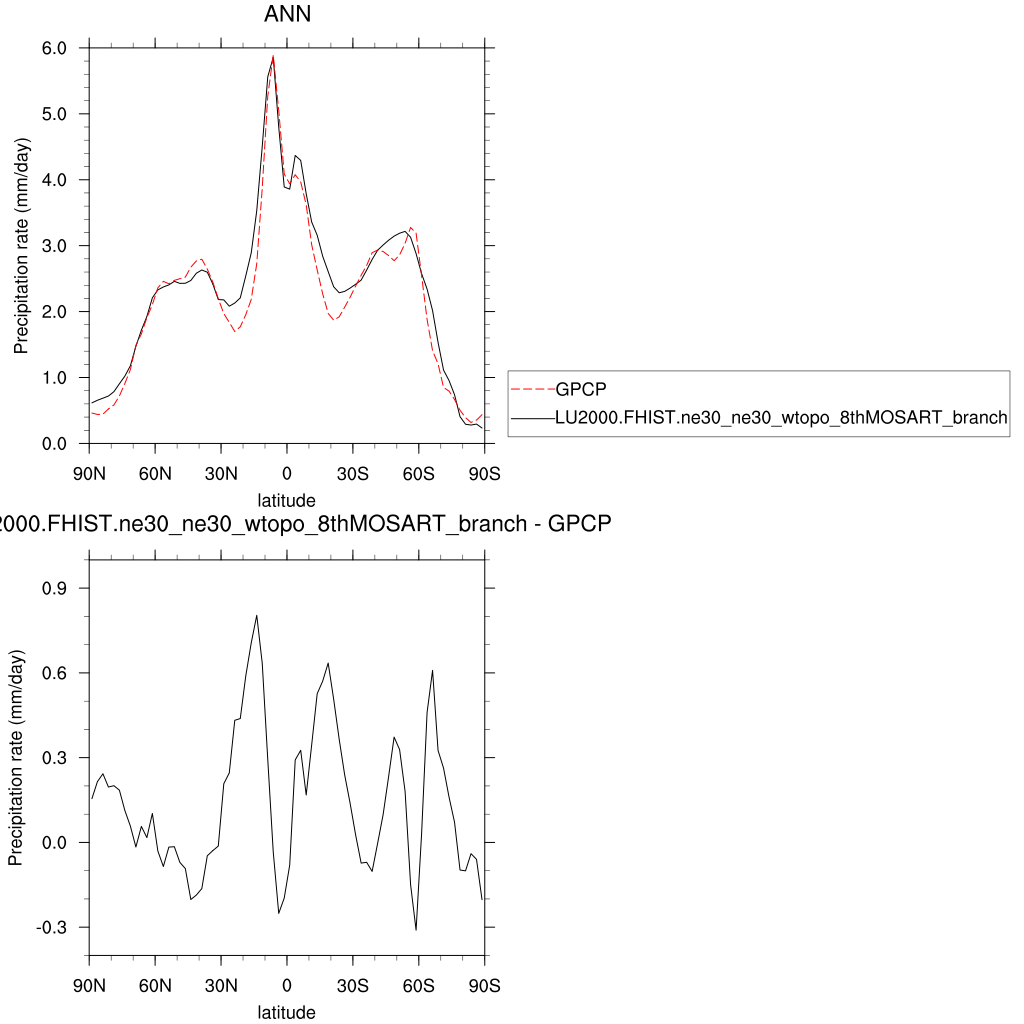 ANN
Precipitation rate (mm/day)
6.0
5.0
4.0
3.0
2.0
1.0
0.0
90N 60N 30N 0 30S 60S 90S
latitude
GPCP
LU2000.FHIST.ne30_ne30_wtopo_8thMOSART_branch
2000.FHIST.ne30_ne30_wtopo_8thMOSART_branch - GPCP
Precipitation rate (mm/day)
0.9
0.6
0.3
0.0
-0.3
90N 60N 30N 0 30S 60S 90S
latitude